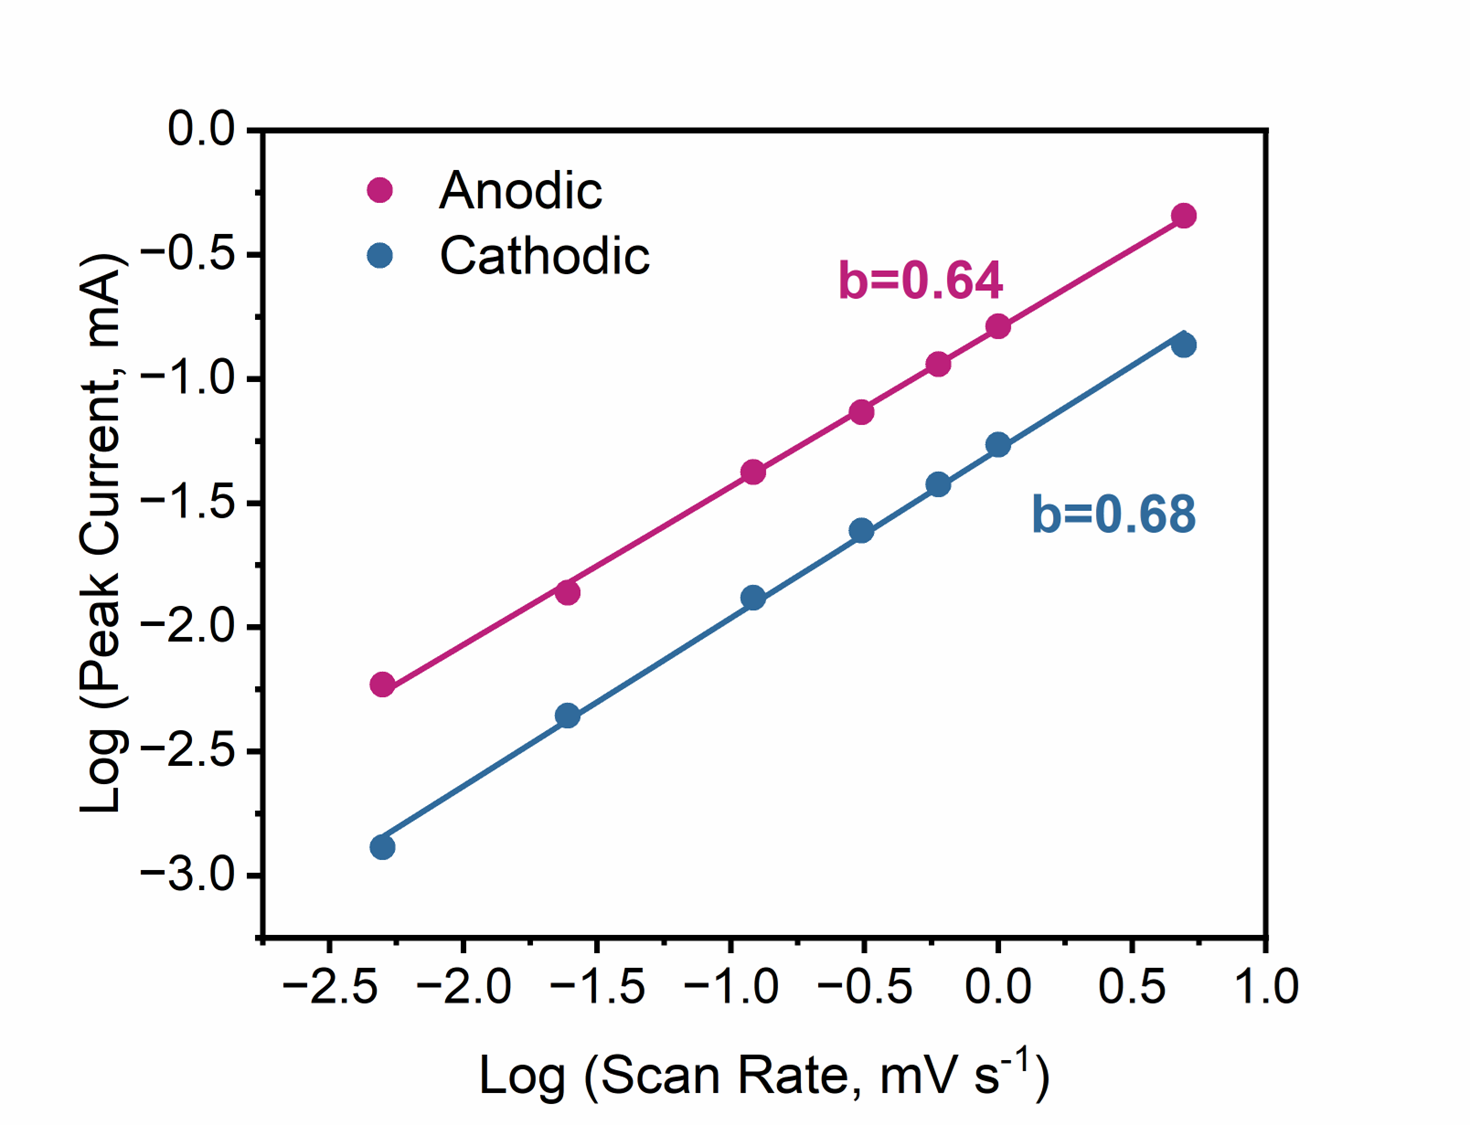 0.0
−0.5
−1.0
−1.5
−2.0
−2.5
−3.0
Log (Peak Current, mA)
Anodic
Cathodic
b=0.64
b=0.68
−2.5 −2.0 −1.5 −1.0 −0.5 0.0 0.5 1.0
Log (Scan Rate, mV s⁻¹)